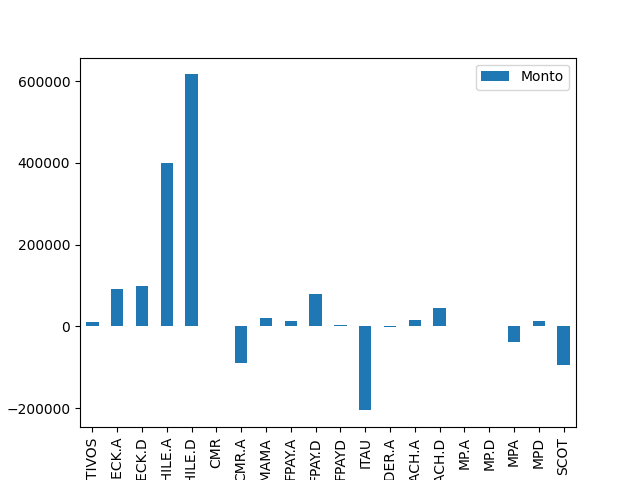 Monto
600000
400000
200000
0
−200000
TIVOS
ECK.A
ECK.D
HILE.A
HILE.D
CMR
CMR.A
MAMA
FPAY.A
FPAY.D
FPAYD
ITAU
DER.A
ACH.A
ACH.D
MP.A
MP.D
MPA
MPD
SCOT